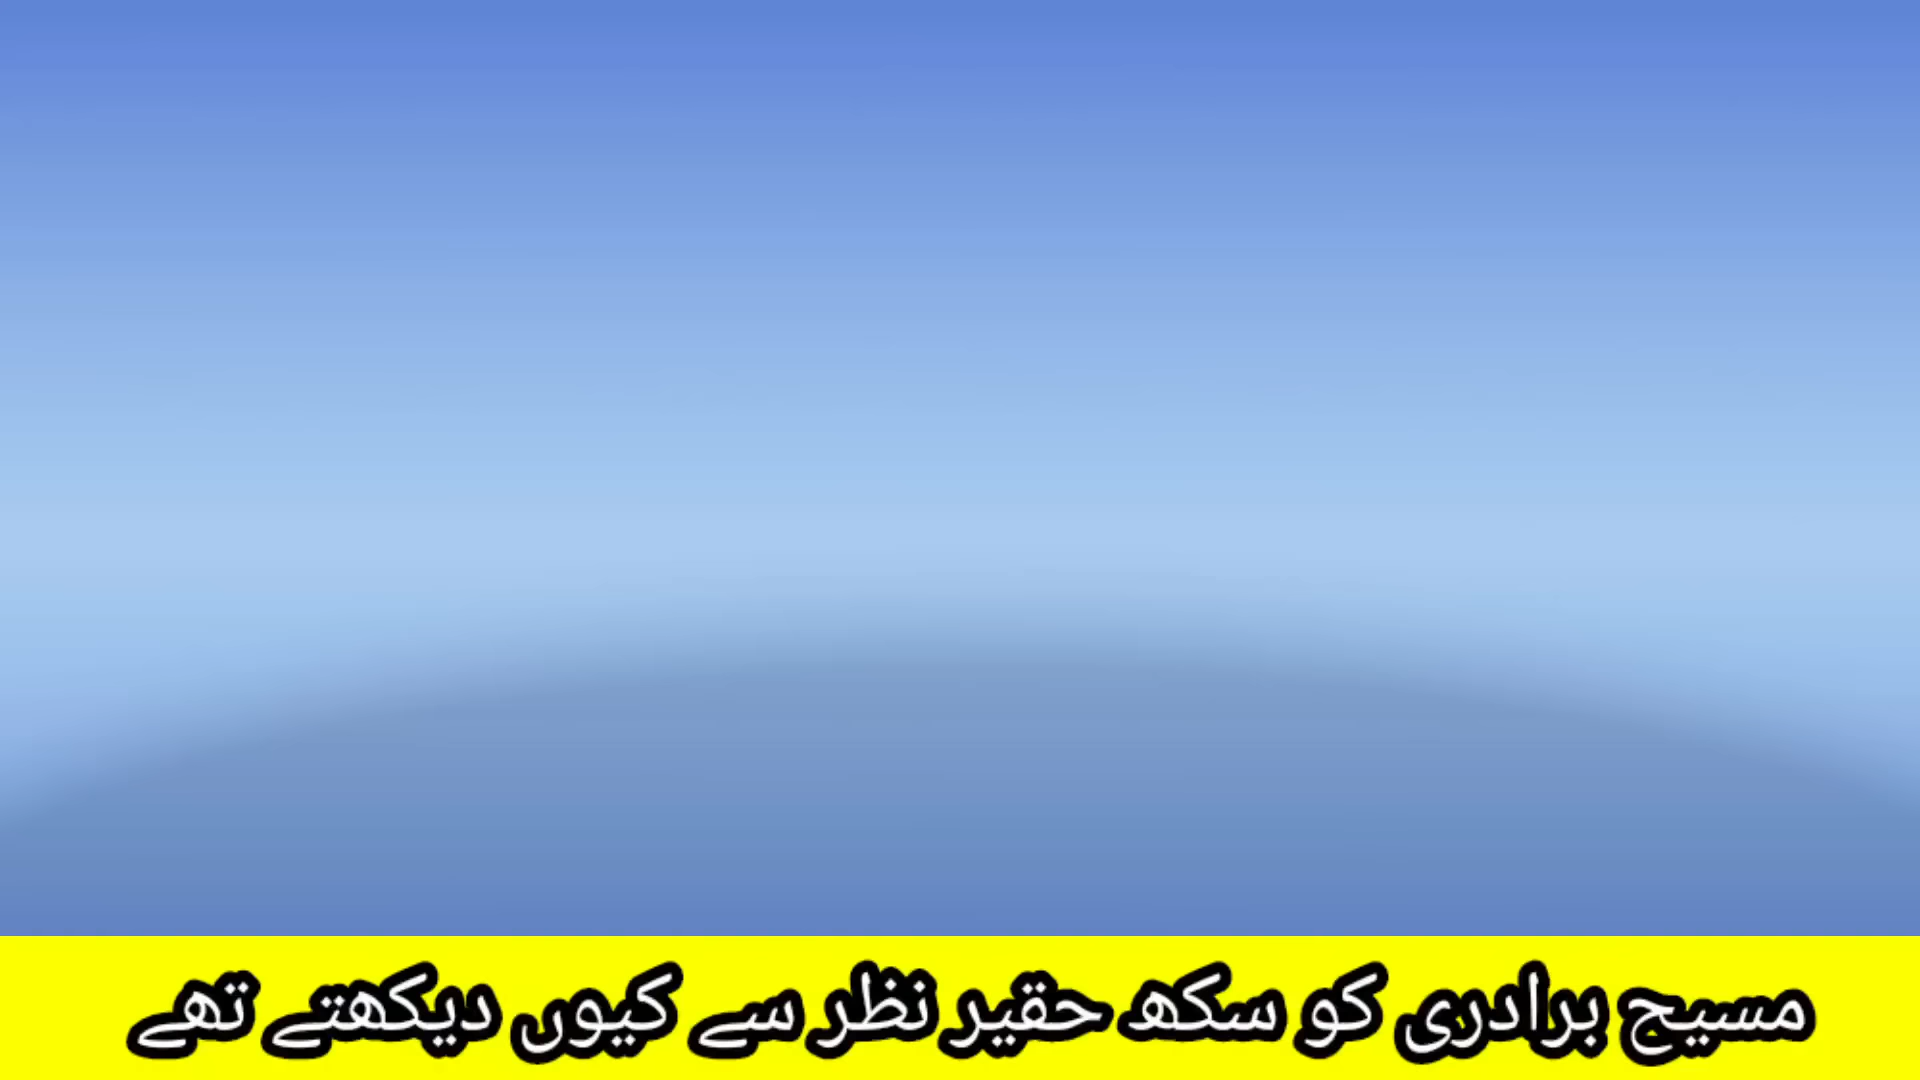 مسیح برادری کو سکھ حقیر نظر سے کیوں دیکھتے تھے